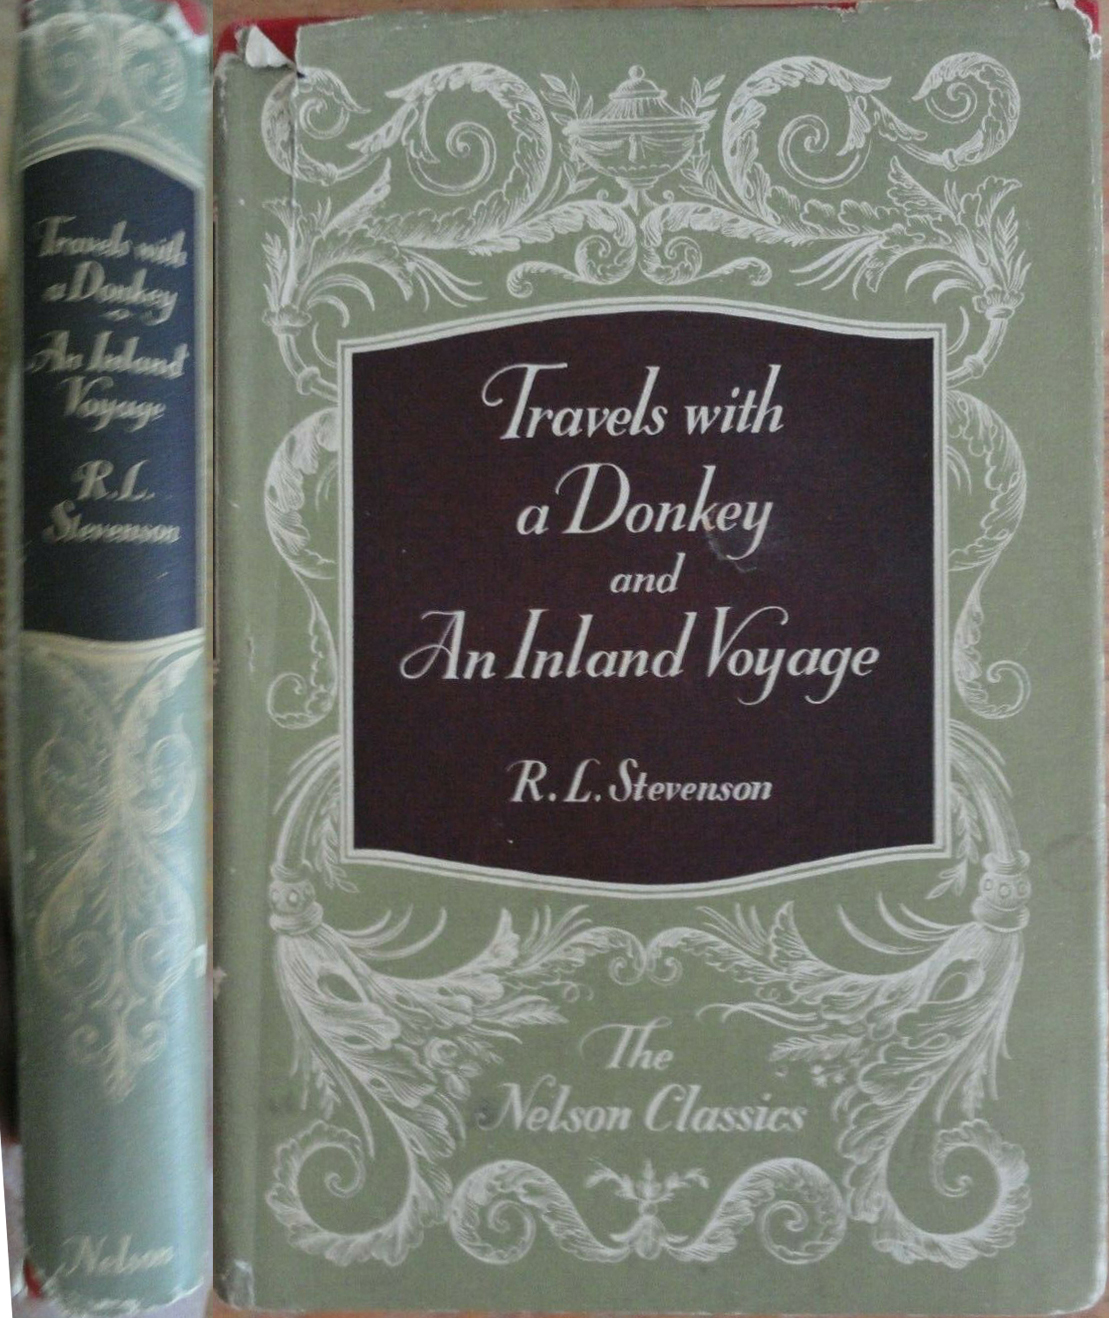 Travels with
a Donkey
An Inland
Voyage
R.L.
Stevenson
Nelson
Travels with
a Donkey
and
An Inland Voyage
R. L. Stevenson
The
Nelson Classics